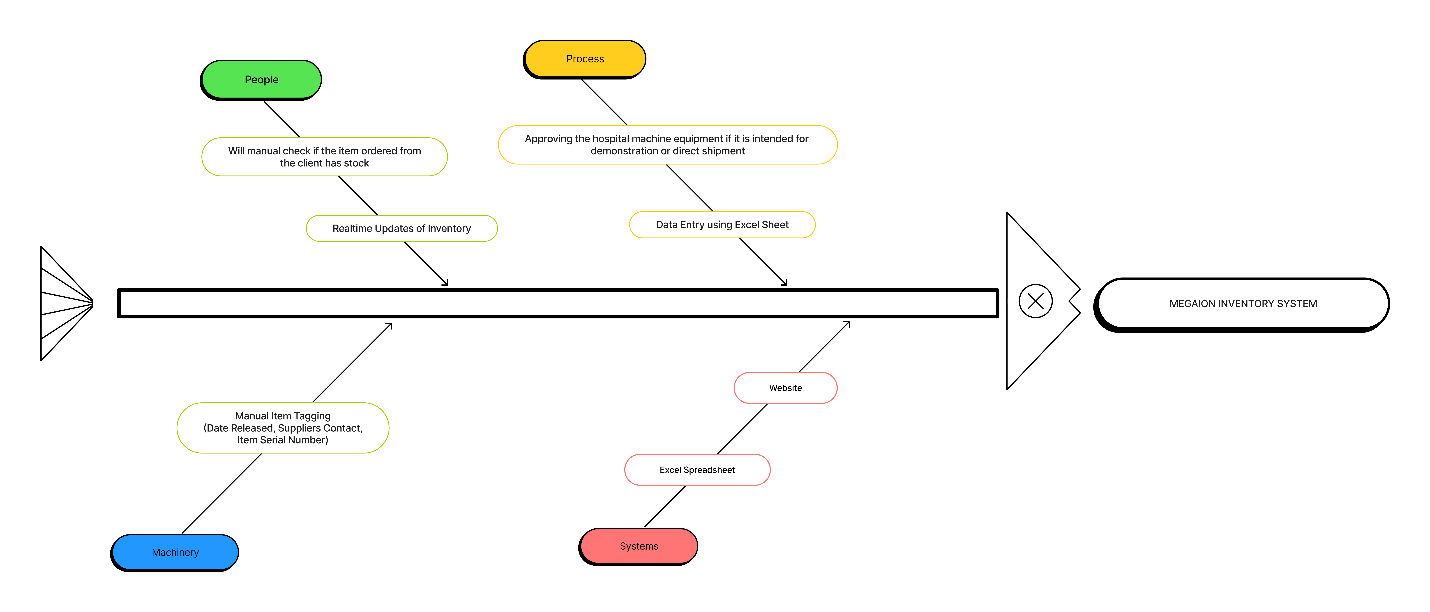 Process
People
Approving the hospital machine equipment if it is intended for
demonstration or direct shipment
Will manual check if the item ordered from
the client has stock
Data Entry using Excel Sheet
Realtime Updates of Inventory
MEGAION INVENTORY SYSTEM
Website
Manual Item Tagging
(Date Released, Suppliers Contact,
Item Serial Number)
Excel Spreadsheet
Systems
Machinery